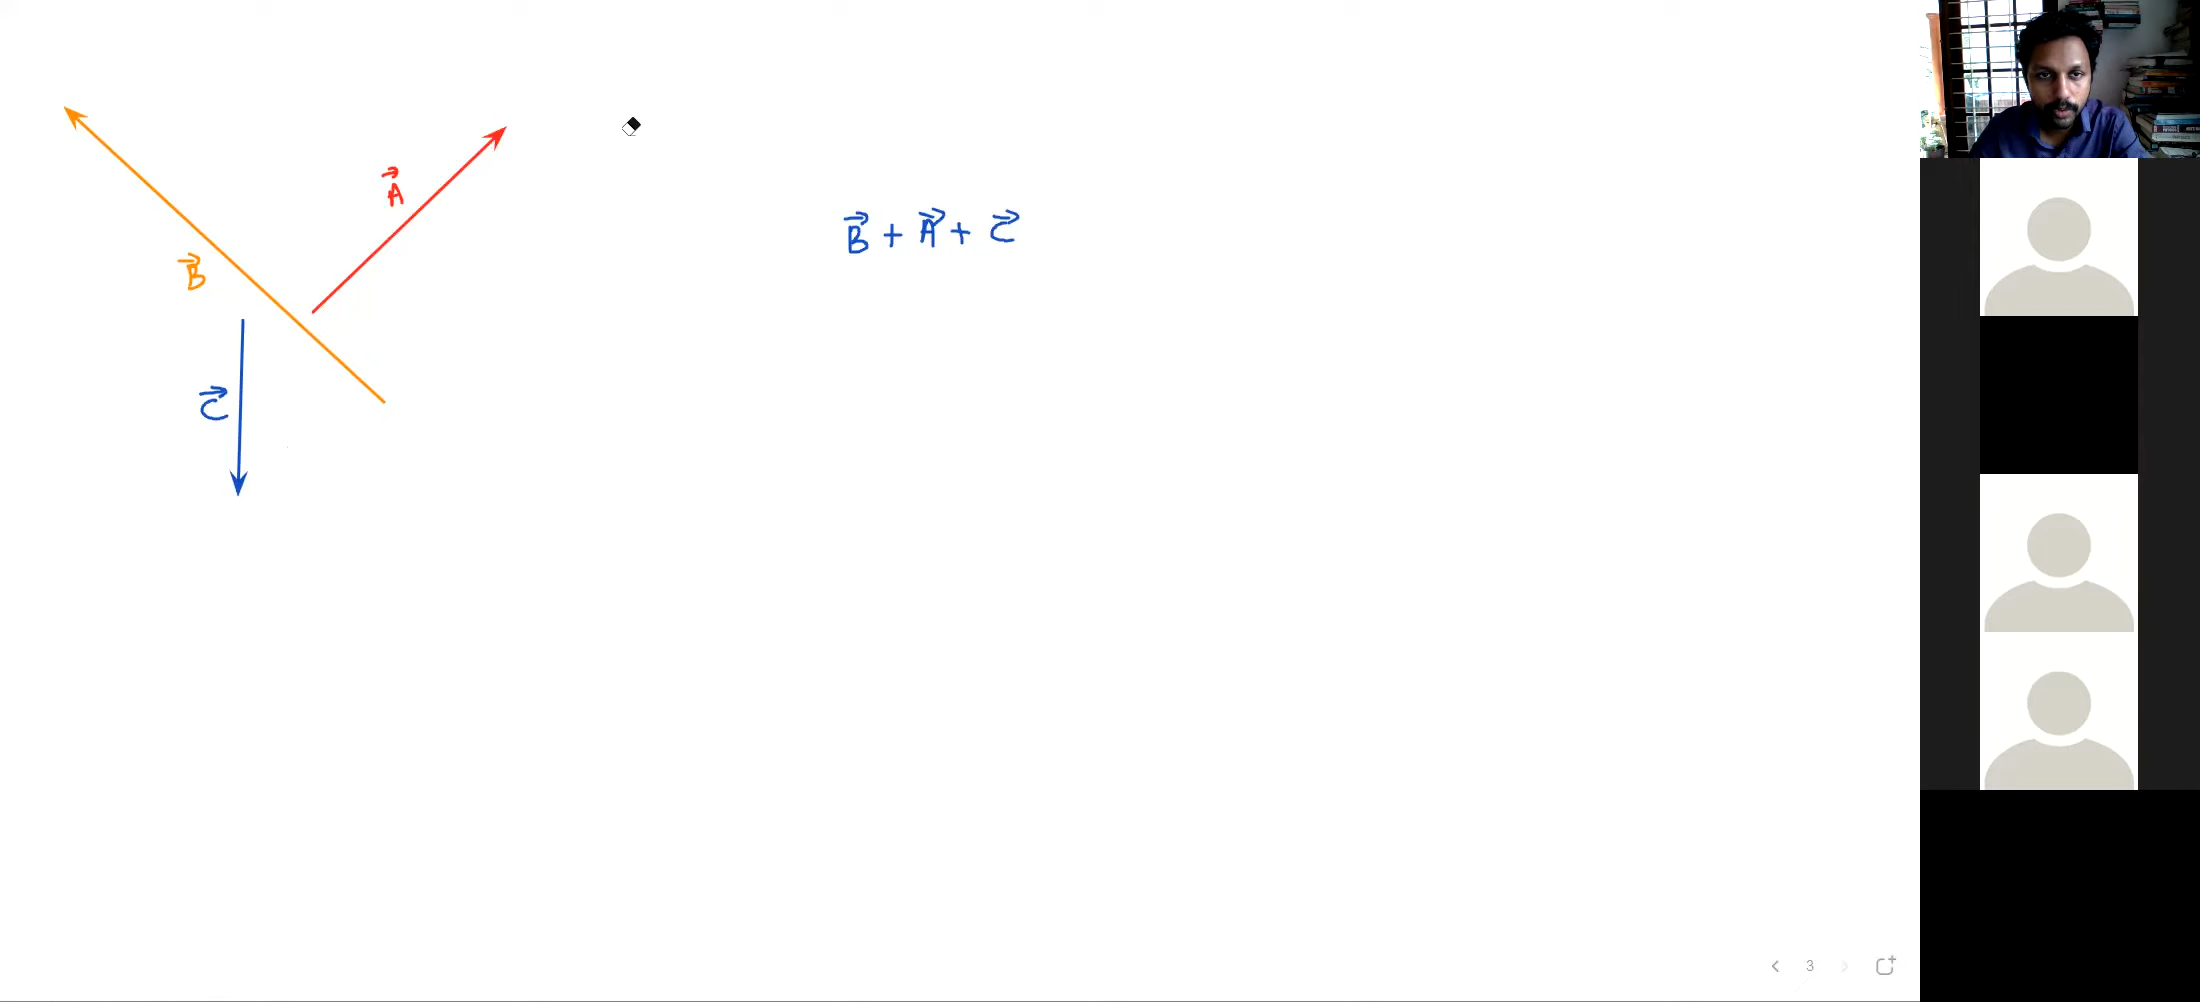 A⃗
B⃗ + A⃗ + C⃗
B⃗
C⃗
3